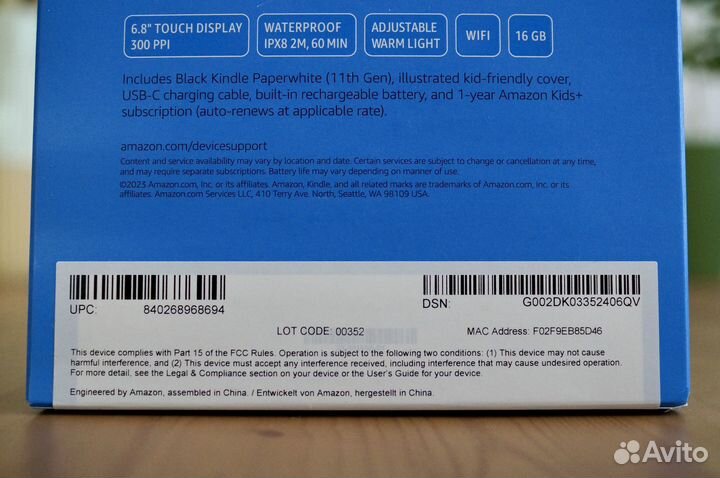 6.8" TOUCH DISPLAY
300 PPI
WATERPROOF
IPX8 2M, 60 MIN
ADJUSTABLE
WARM LIGHT
WIFI
16 GB
Includes Black Kindle Paperwhite (11th Gen), illustrated kid-friendly cover,
USB-C charging cable, built-in rechargeable battery, and 1-year Amazon Kids+
subscription (auto-renews at applicable rate).
amazon.com/devicesupport
Content and service availability may vary by location and date. Certain services are subject to change or cancellation at any time,
and may require separate subscriptions. Battery life may vary depending on manner of use.
©2023 Amazon.com, Inc. or its affiliates. Amazon, Kindle, and all related marks are trademarks of Amazon.com, Inc. or its
affiliates. Amazon.com Services LLC, 410 Terry Ave. North, Seattle, WA 98109 USA.
UPC: 840268968694
DSN: G002DK03352406QV
LOT CODE: 00352
MAC Address: F02F9EB85D46
This device complies with Part 15 of the FCC Rules. Operation is subject to the following two conditions: (1) This device may not cause
harmful interference, and (2) This device must accept any interference received, including interference that may cause undesired operation.
For more detail, see the Legal & Compliance section on your device or the User's Guide for your device.
Engineered by Amazon, assembled in China. / Entwickelt von Amazon, hergestellt in China.
Avito